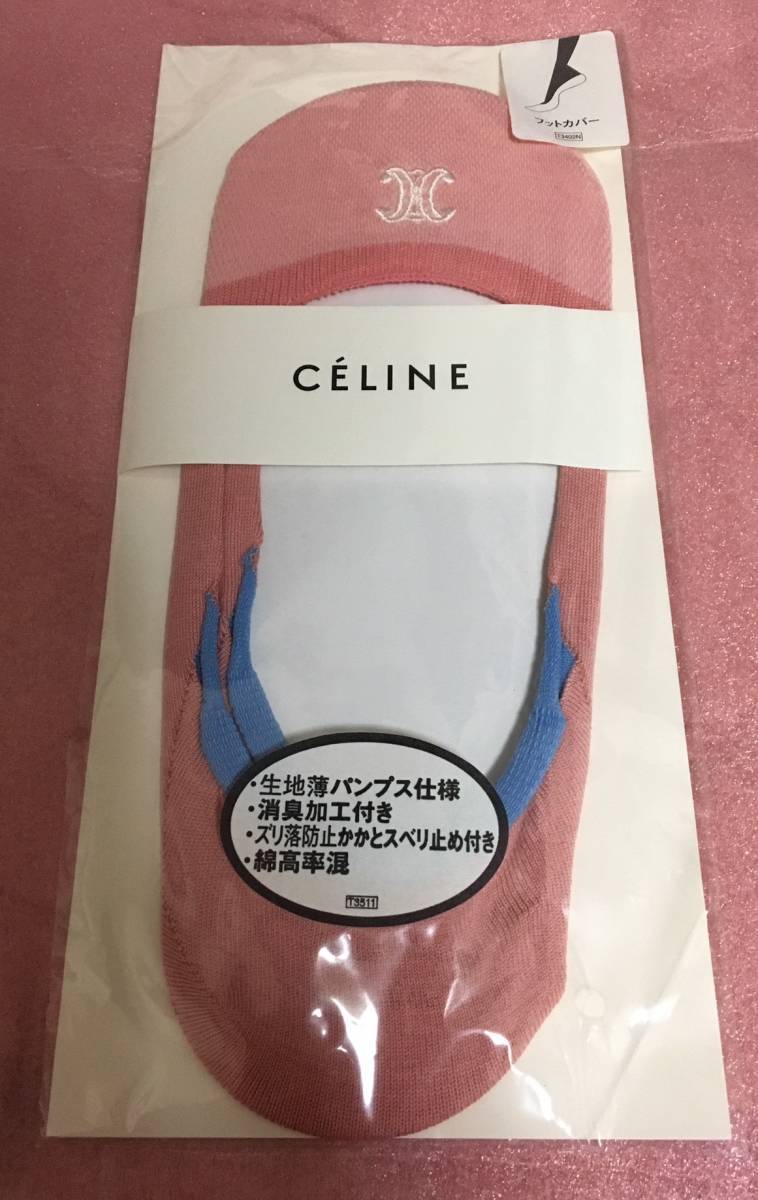 フットカバー
T3402N
CÉLINE
・生地薄パンプス仕様
・消臭加工付き
・ズリ落防止かかとスベリ止め付き
・綿高率混
T3511